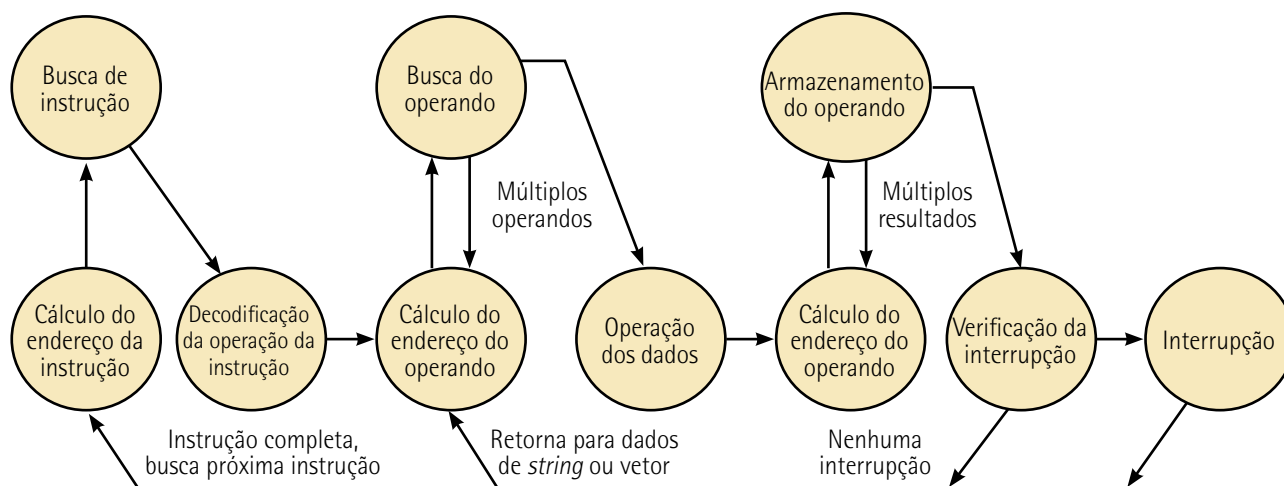 Busca de
instrução
Busca do
operando
Armazenamento
do operando
Múltiplos
operandos
Múltiplos
resultados
Cálculo do
endereço da
instrução
Decodificação
da operação da
instrução
Cálculo do
endereço do
operando
Operação
dos dados
Cálculo do
endereço do
operando
Verificação da
interrupção
Interrupção
Instrução completa,
busca próxima instrução
Retorna para dados
de string ou vetor
Nenhuma
interrupção